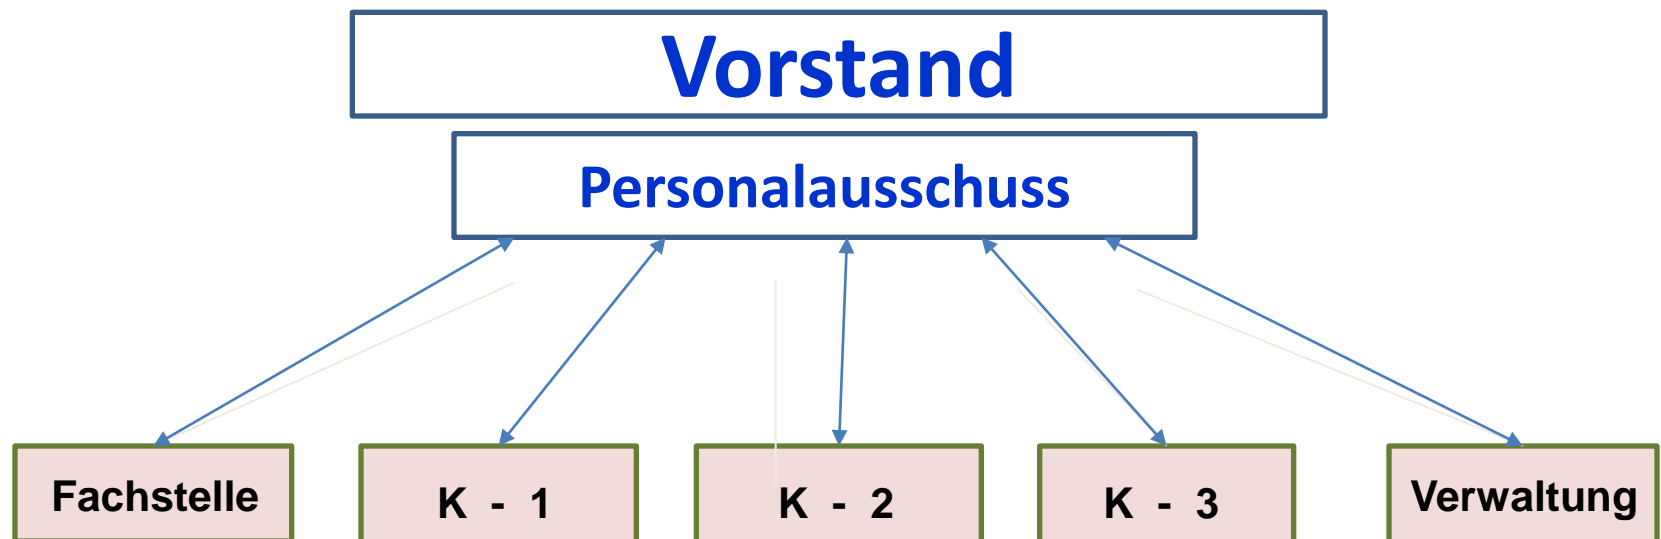 Vorstand
Personalausschuss
Fachstelle
K - 1
K - 2
K - 3
Verwaltung